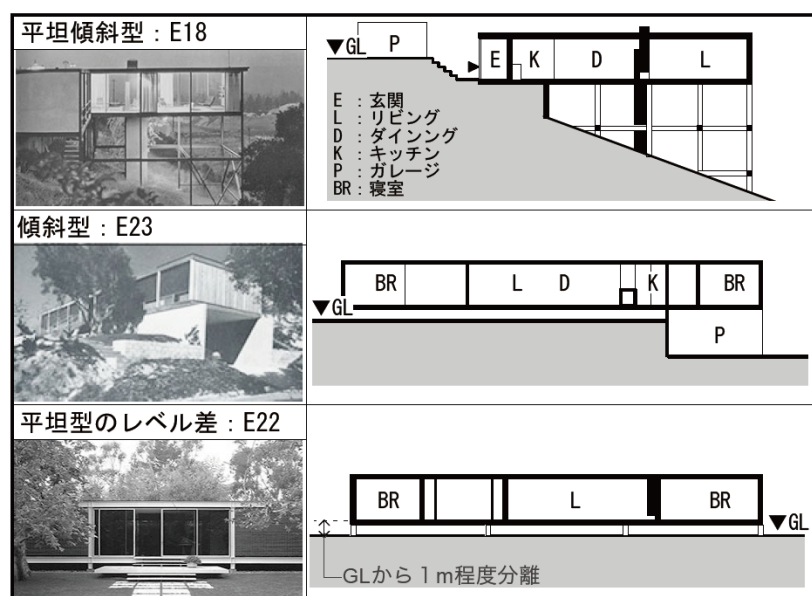 平坦傾斜型：E18
▼GL
P
E
K
D
L
E ：玄関
L ：リビング
D ：ダインング
K ：キッチン
P ：ガレージ
BR：寝室
傾斜型：E23
BR
L
D
K
BR
▼GL
P
平坦型のレベル差：E22
BR
L
BR
▼GL
GLから１m程度分離